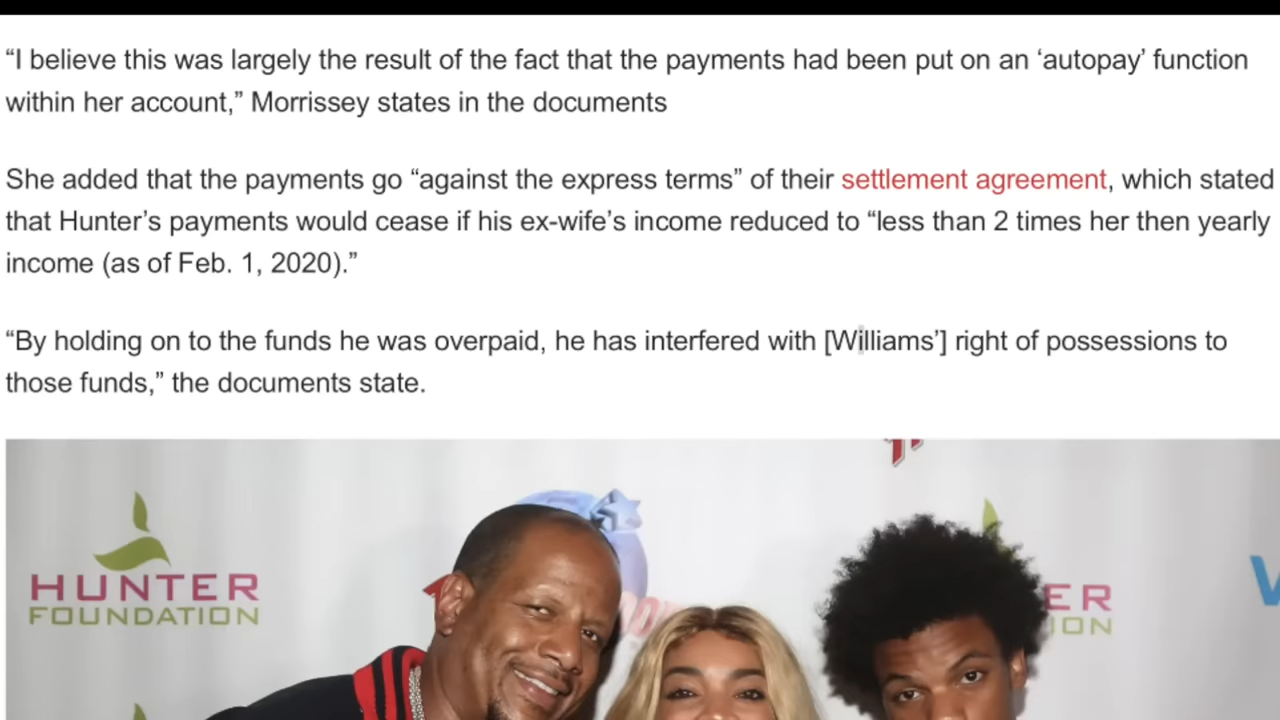 “I believe this was largely the result of the fact that the payments had been put on an ‘autopay’ function
within her account,” Morrissey states in the documents
She added that the payments go “against the express terms” of their settlement agreement, which stated
that Hunter’s payments would cease if his ex-wife’s income reduced to “less than 2 times her then yearly
income (as of Feb. 1, 2020).”
“By holding on to the funds he was overpaid, he has interfered with [Williams’] right of possessions to
those funds,” the documents state.
HUNTER
FOUNDATION
ER
ION